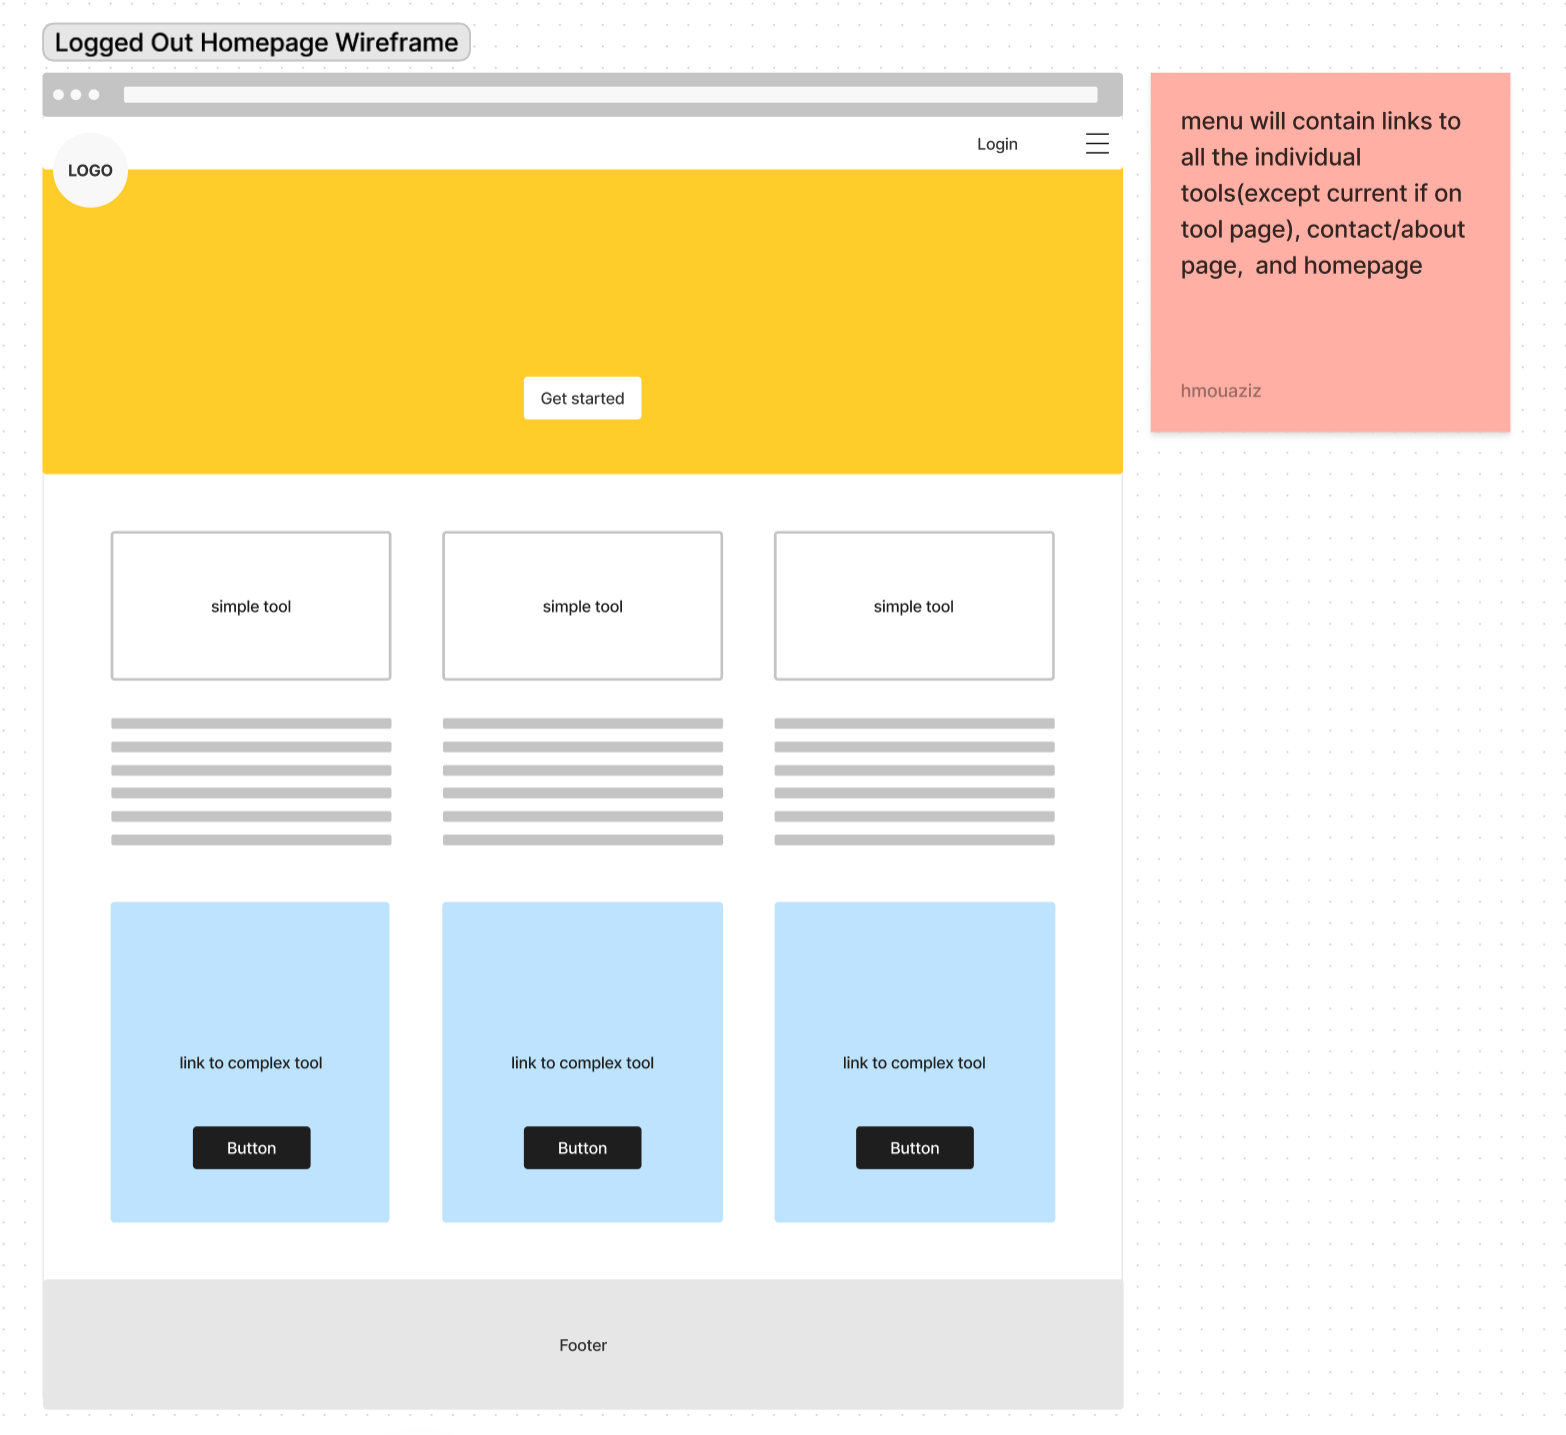 Logged Out Homepage Wireframe
Login
LOGO
Get started
simple tool
simple tool
simple tool
link to complex tool
link to complex tool
link to complex tool
Button
Button
Button
Footer
menu will contain links to
all the individual
tools(except current if on
tool page), contact/about
page,  and homepage
hmouaziz